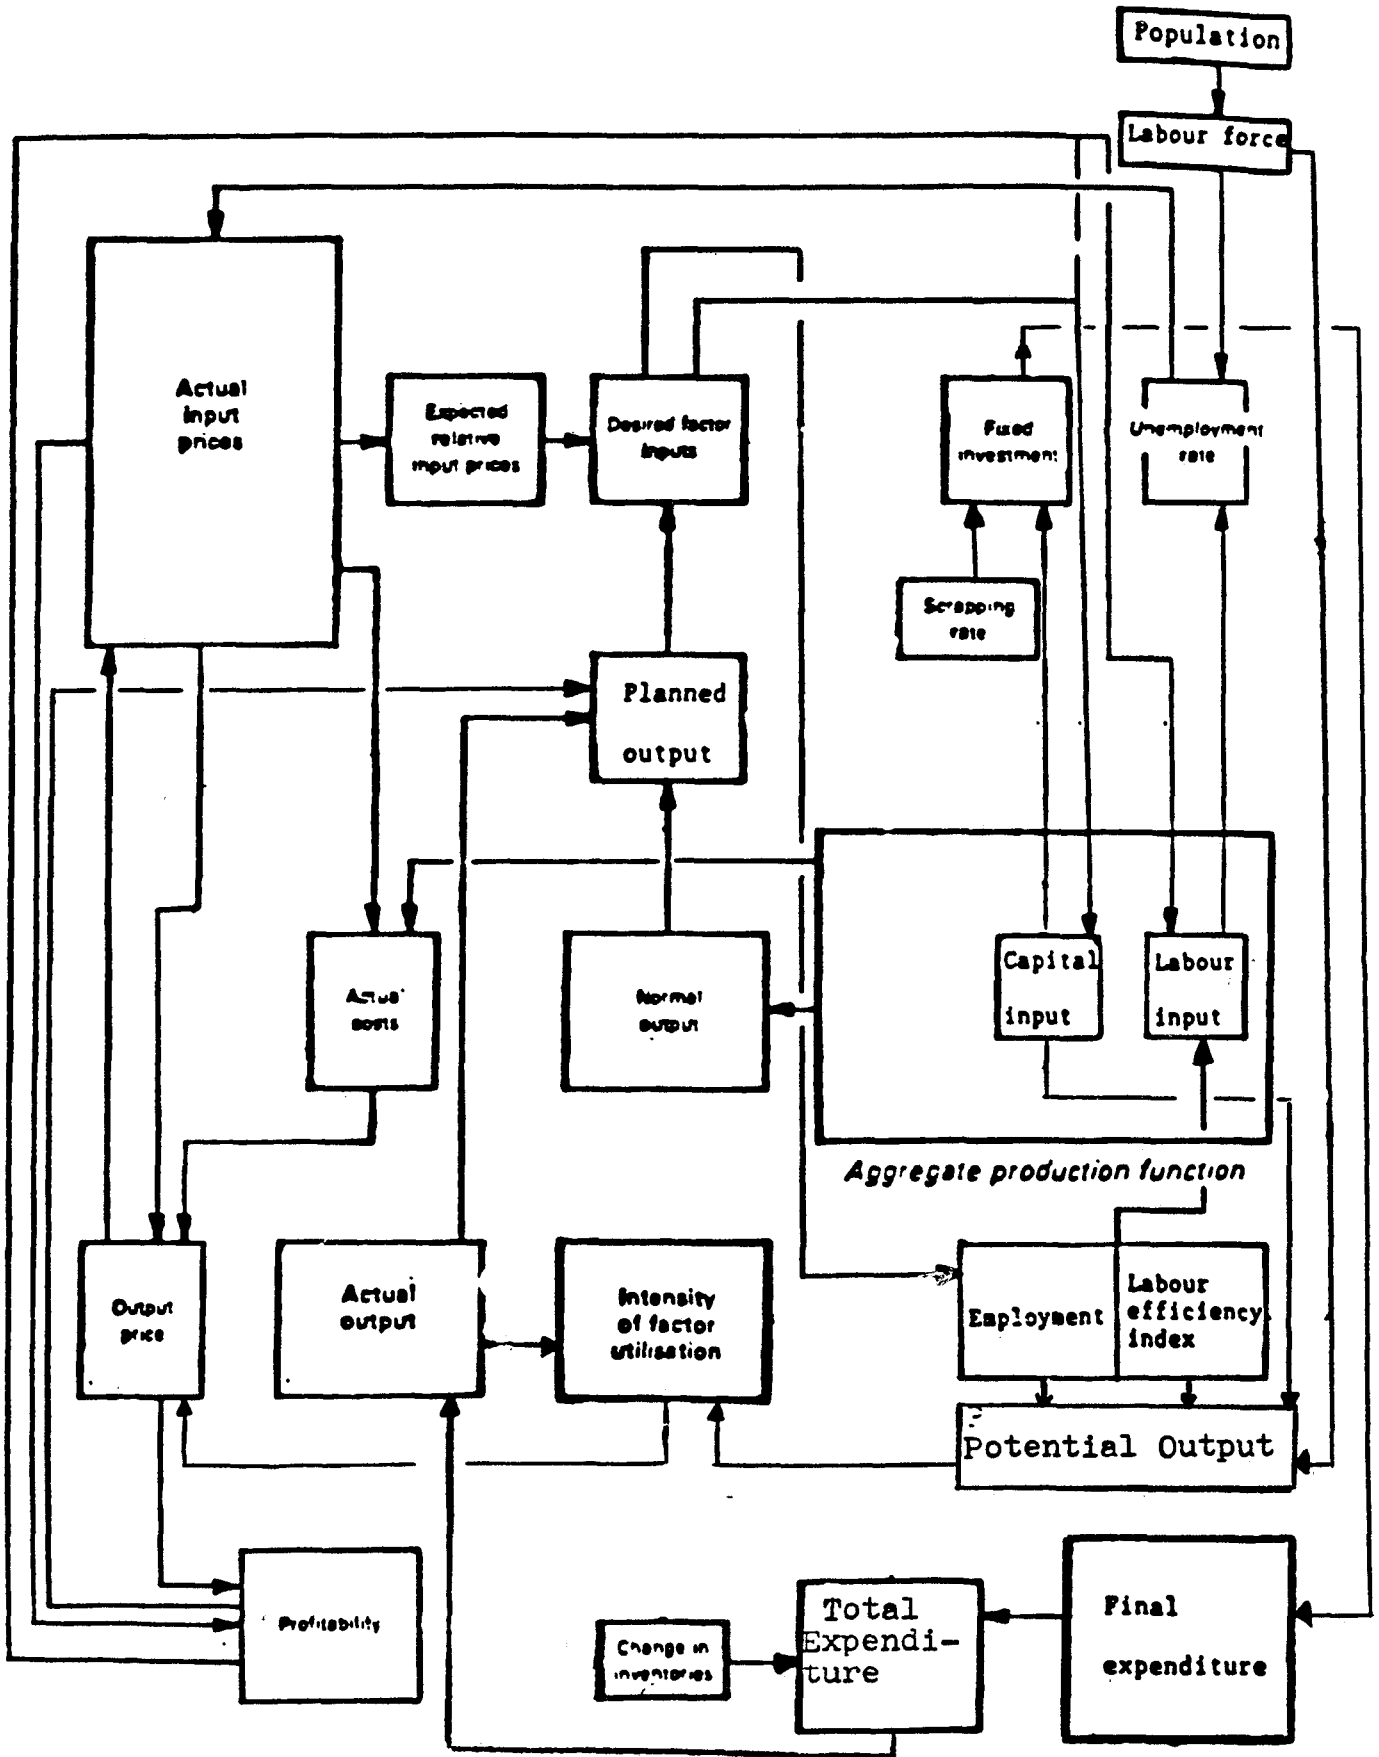 Population
Labour force
Actual
input
prices
Expected
relative
input prices
Desired factor
inputs
Fixed
investment
Unemployment
rate
Scrapping
rate
Planned
output
Actual
costs
Normal
output
Capital
input
Labour
input
Aggregate production function
Output
price
Actual
output
Intensity
of factor
utilisation
Employment
Labour
efficiency
index
Potential Output
Profitability
Change in
inventories
Total
Expendi-
ture
Final
expenditure